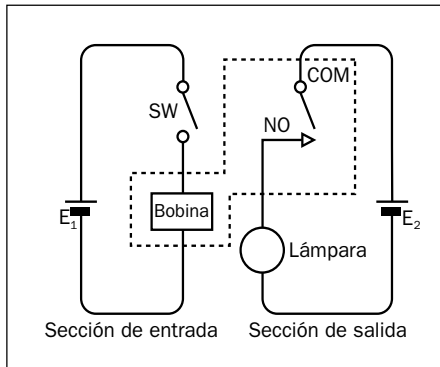 COM
SW
NO
E1
Bobina
E2
Lámpara
Sección de entrada
Sección de salida